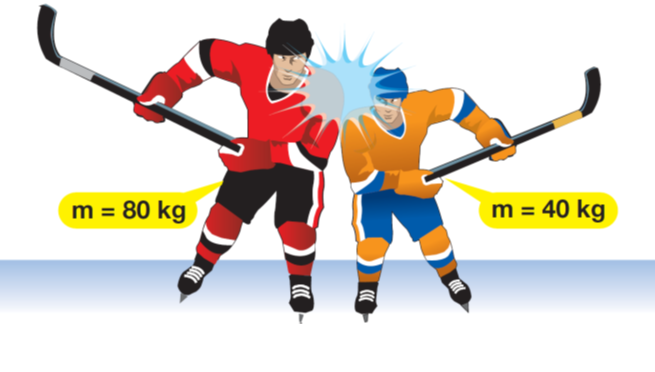 m = 80 kg
m = 40 kg